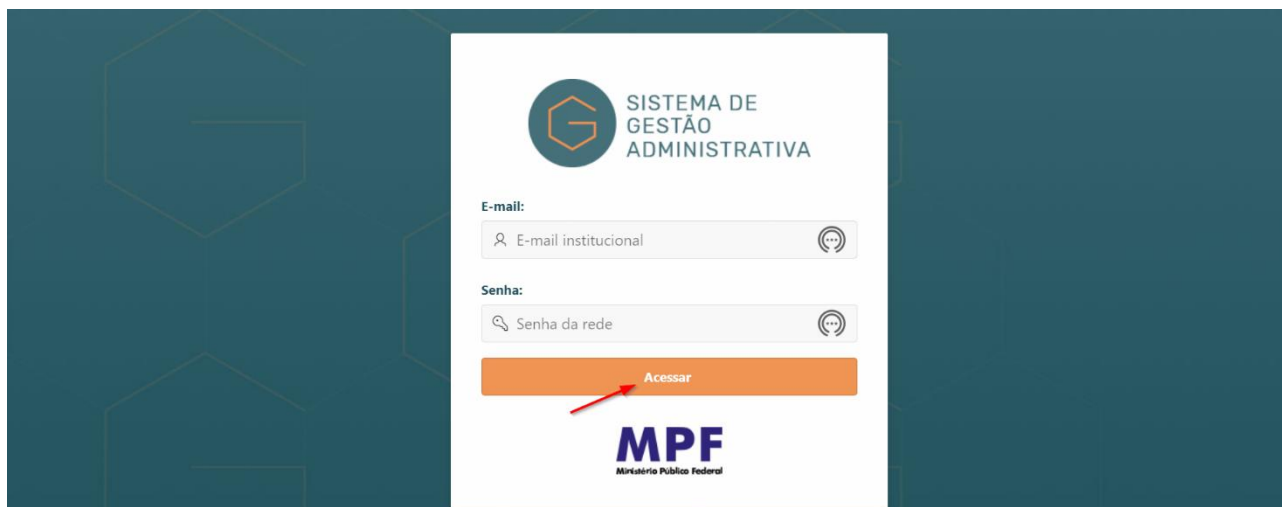 SISTEMA DE
GESTÃO
ADMINISTRATIVA
E-mail:
E-mail institucional
Senha:
Senha da rede
Acessar
MPF
Ministério Público Federal